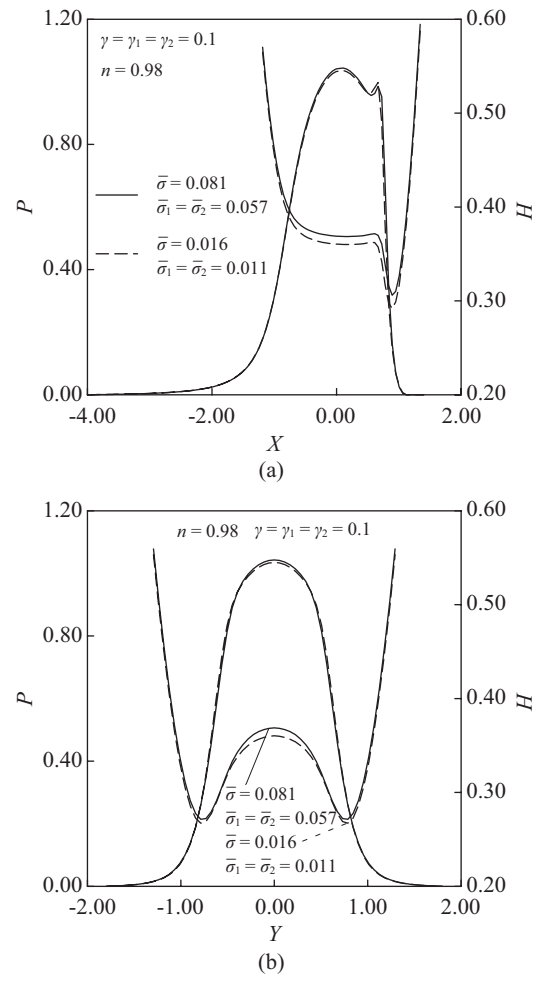 1.20
0.80
0.40
0.00
P
0.60
0.50
0.40
0.30
0.20
H
γ = γ₁ = γ₂ = 0.1
n = 0.98
σ̅ = 0.081
σ̅₁ = σ̅₂ = 0.057
σ̅ = 0.016
σ̅₁ = σ̅₂ = 0.011
-4.00 -2.00 0.00 2.00
X
(a)
1.20
0.80
0.40
0.00
P
0.60
0.50
0.40
0.30
0.20
H
n = 0.98 γ = γ₁ = γ₂ = 0.1
σ̅ = 0.081
σ̅₁ = σ̅₂ = 0.057
σ̅ = 0.016
σ̅₁ = σ̅₂ = 0.011
-2.00 -1.00 0.00 1.00 2.00
Y
(b)